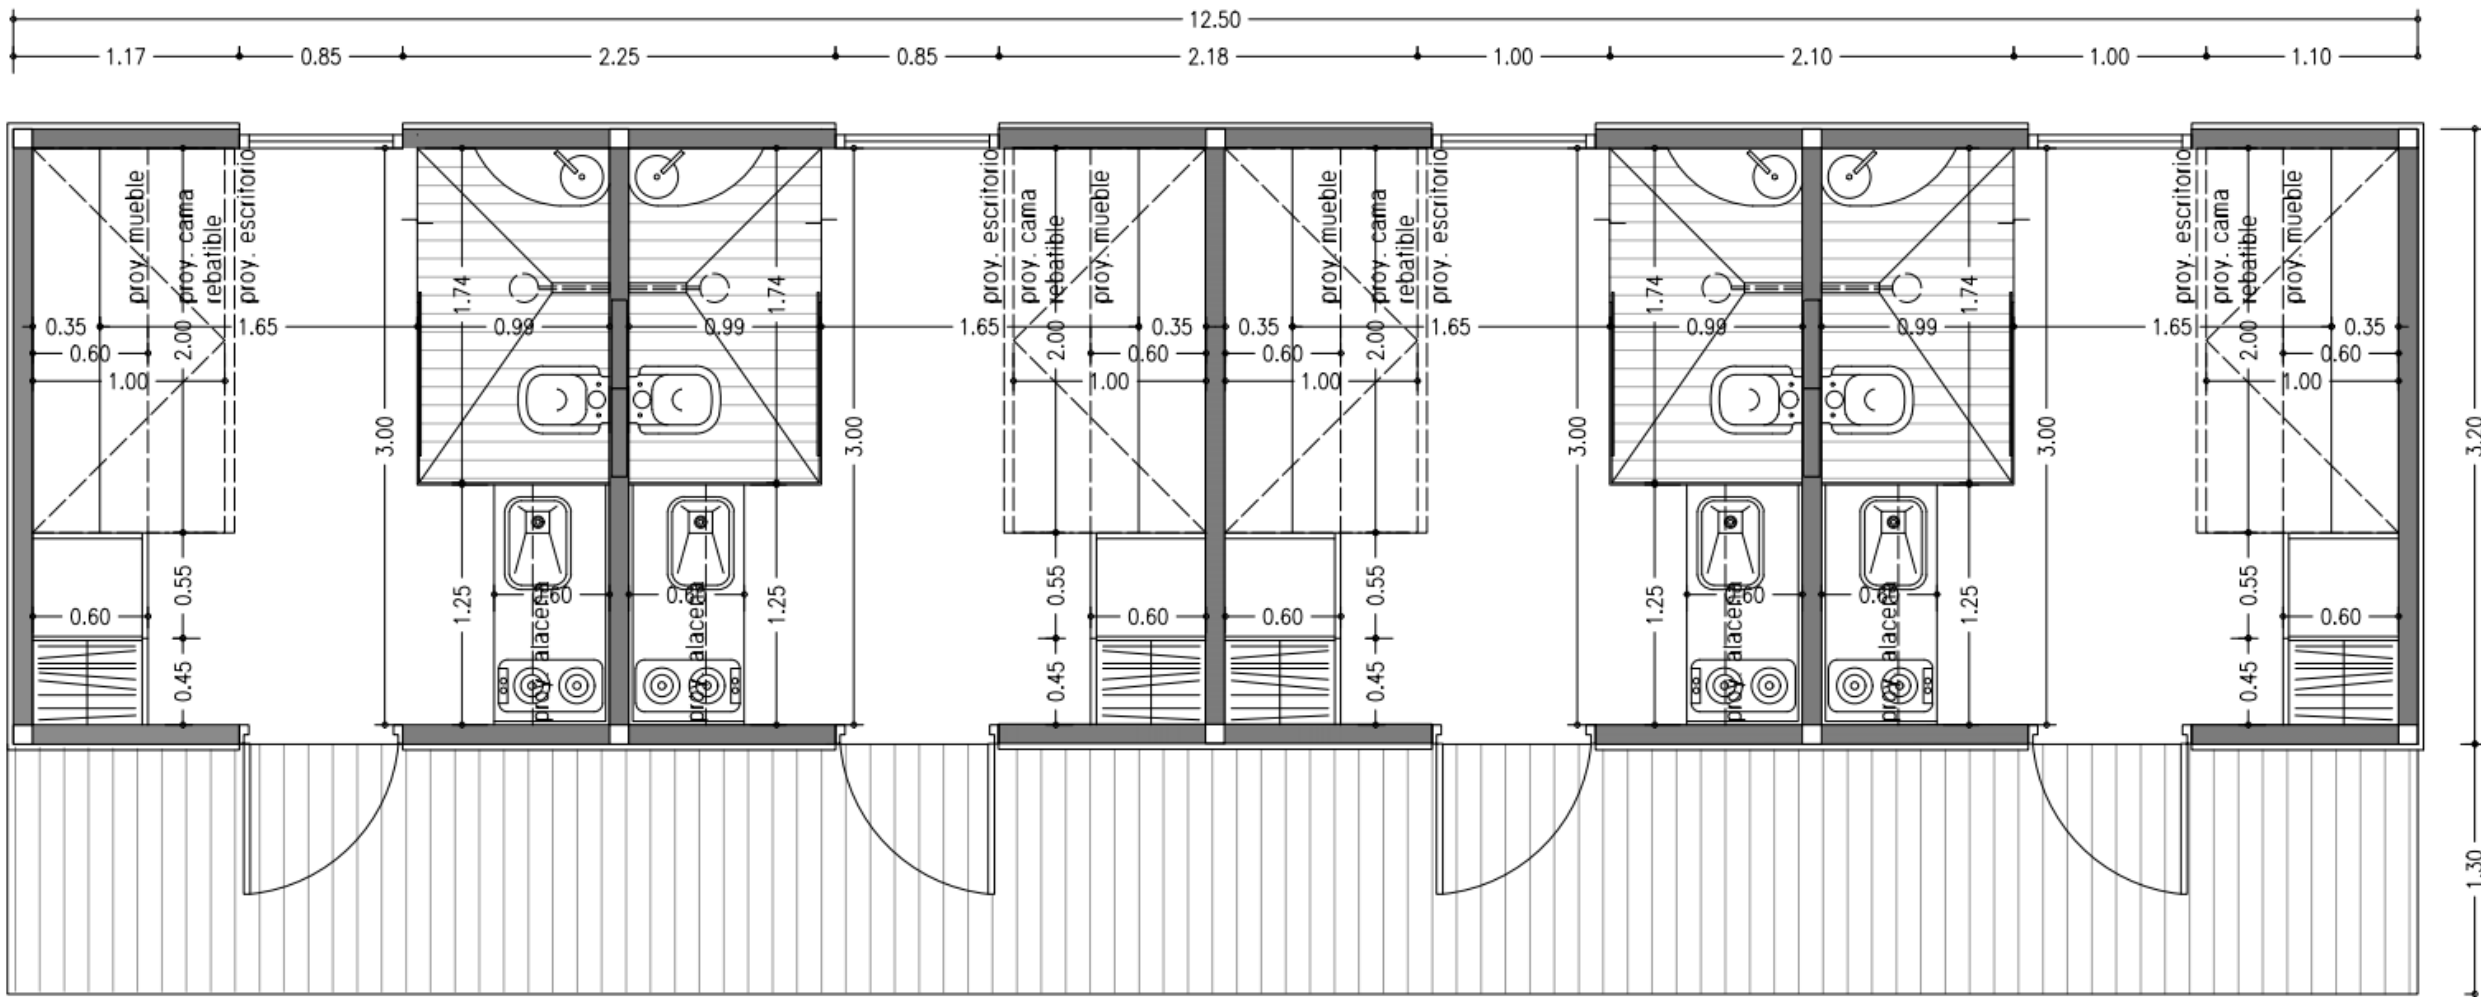 12.50
1.17 0.85 2.25 0.85 2.18 1.00 2.10 1.00 1.10
proy. mueble
proy. cama
rebatible
proy. escritorio
proy. escritorio
proy. cama
rebatible
proy. mueble
proy. mueble
proy. cama
rebatible
proy. escritorio
proy. escritorio
proy. cama
rebatible
proy. mueble
1.74 1.74 1.74 1.74
0.35 1.65 0.99 0.99 1.65 0.35 0.35 1.65 0.99 0.99 1.65 0.35
2.00 2.00 2.00 2.00
0.60 0.60 0.60 0.60
1.00 1.00 1.00 1.00
3.00 3.00 3.00 3.00
3.20
0.55 1.25 0.60 0.60 1.25 0.55 0.55 1.25 0.60 0.60 1.25 0.55
0.60 0.60 0.60 0.60
proy. alacena
proy. alacena
proy. alacena
proy. alacena
0.45 0.45 0.45 0.45
1.30